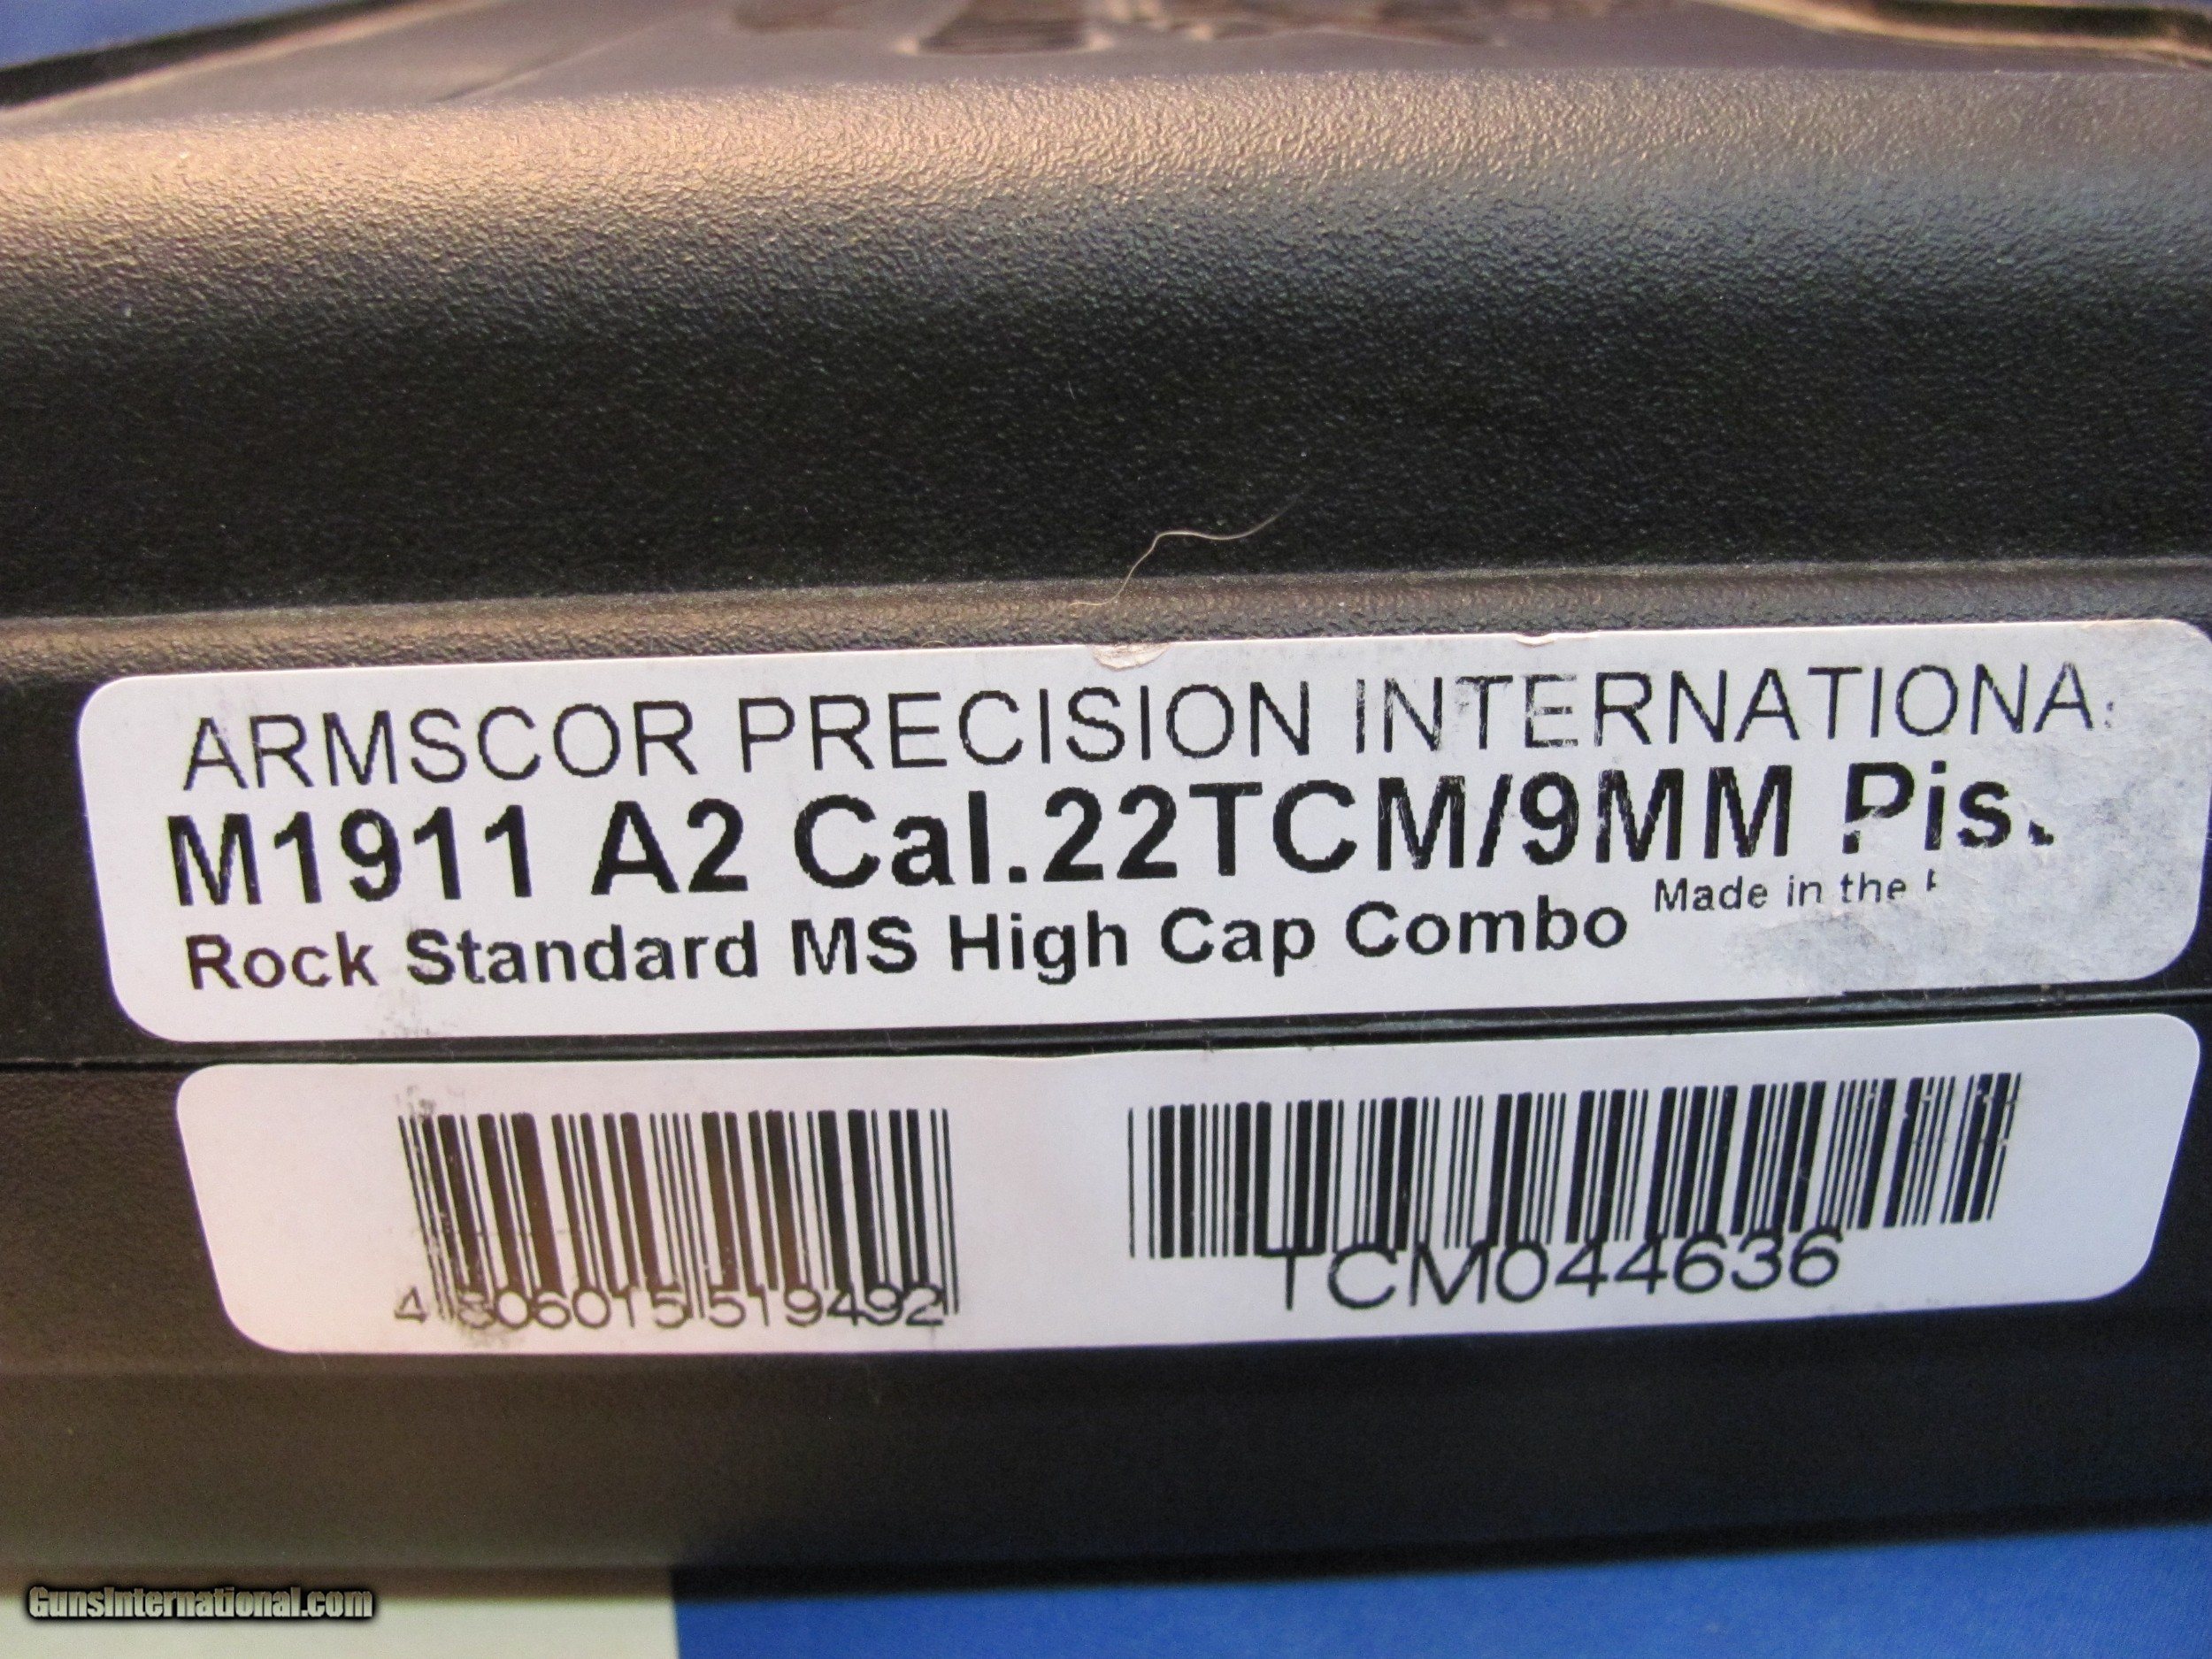 ARMSCOR PRECISION INTERNATIONA
M1911 A2 Cal.22TCM/9MM Pis
Rock Standard MS High Cap Combo Made in the
4 806015 519492
TCM044636
GunsInternational.com